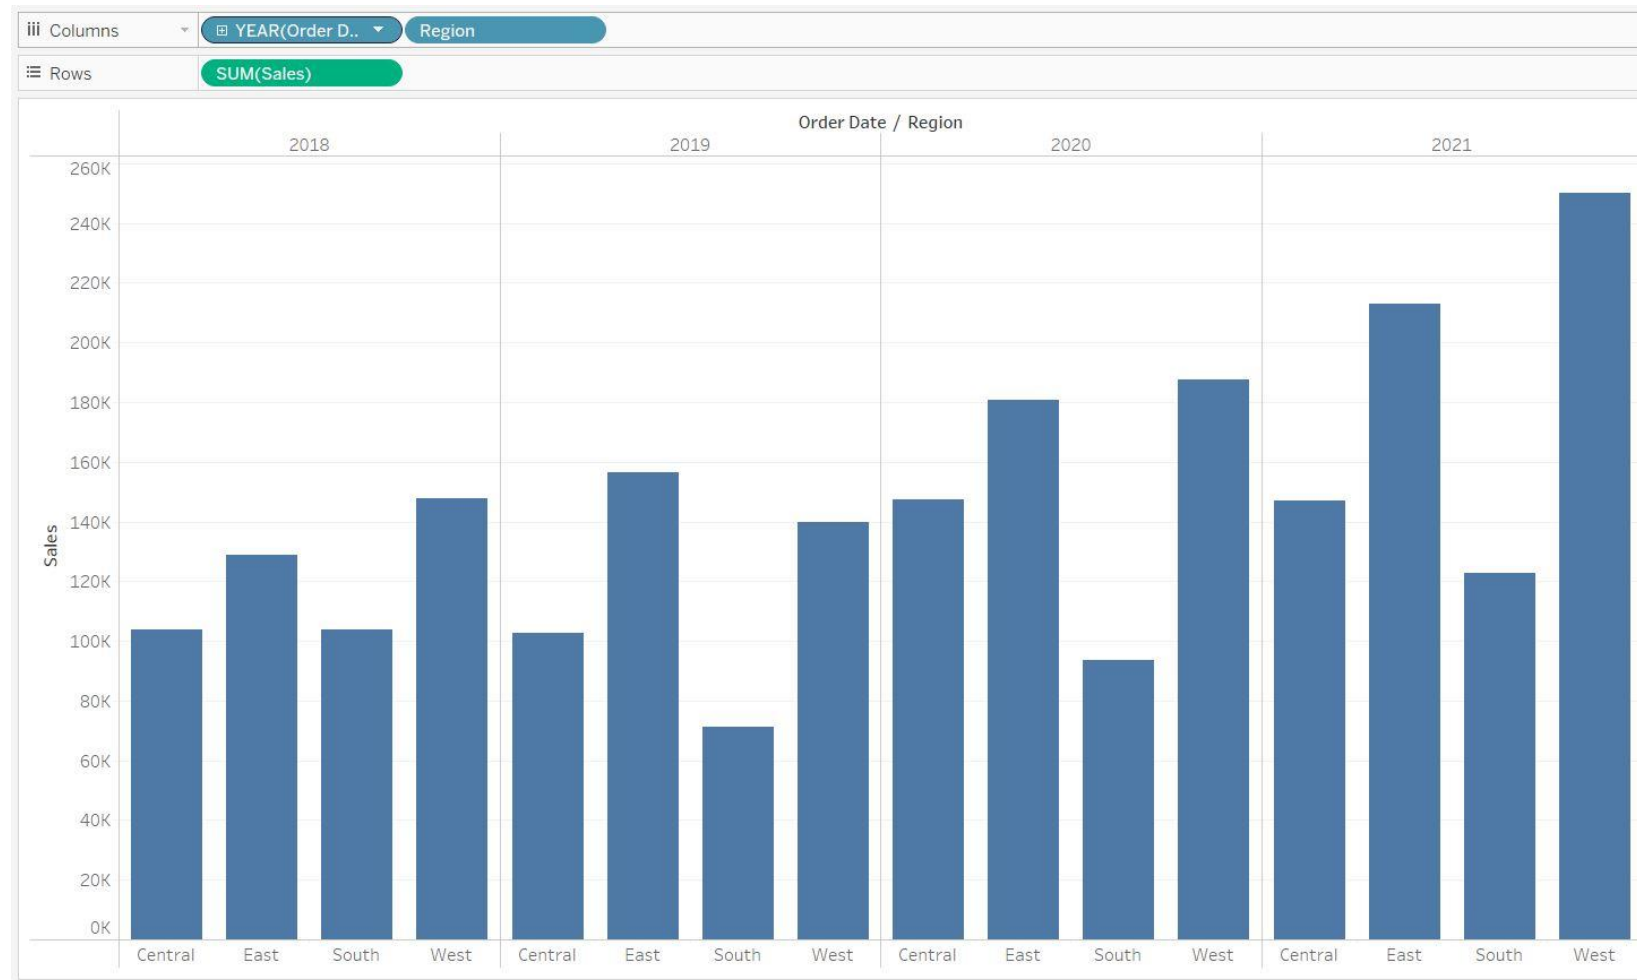 Columns YEAR(Order D.. Region
Rows SUM(Sales)
Order Date / Region
2018 2019 2020 2021
260K
240K
220K
200K
180K
160K
140K
120K
100K
80K
60K
40K
20K
0K
Sales
Central East South West Central East South West Central East South West Central East South West